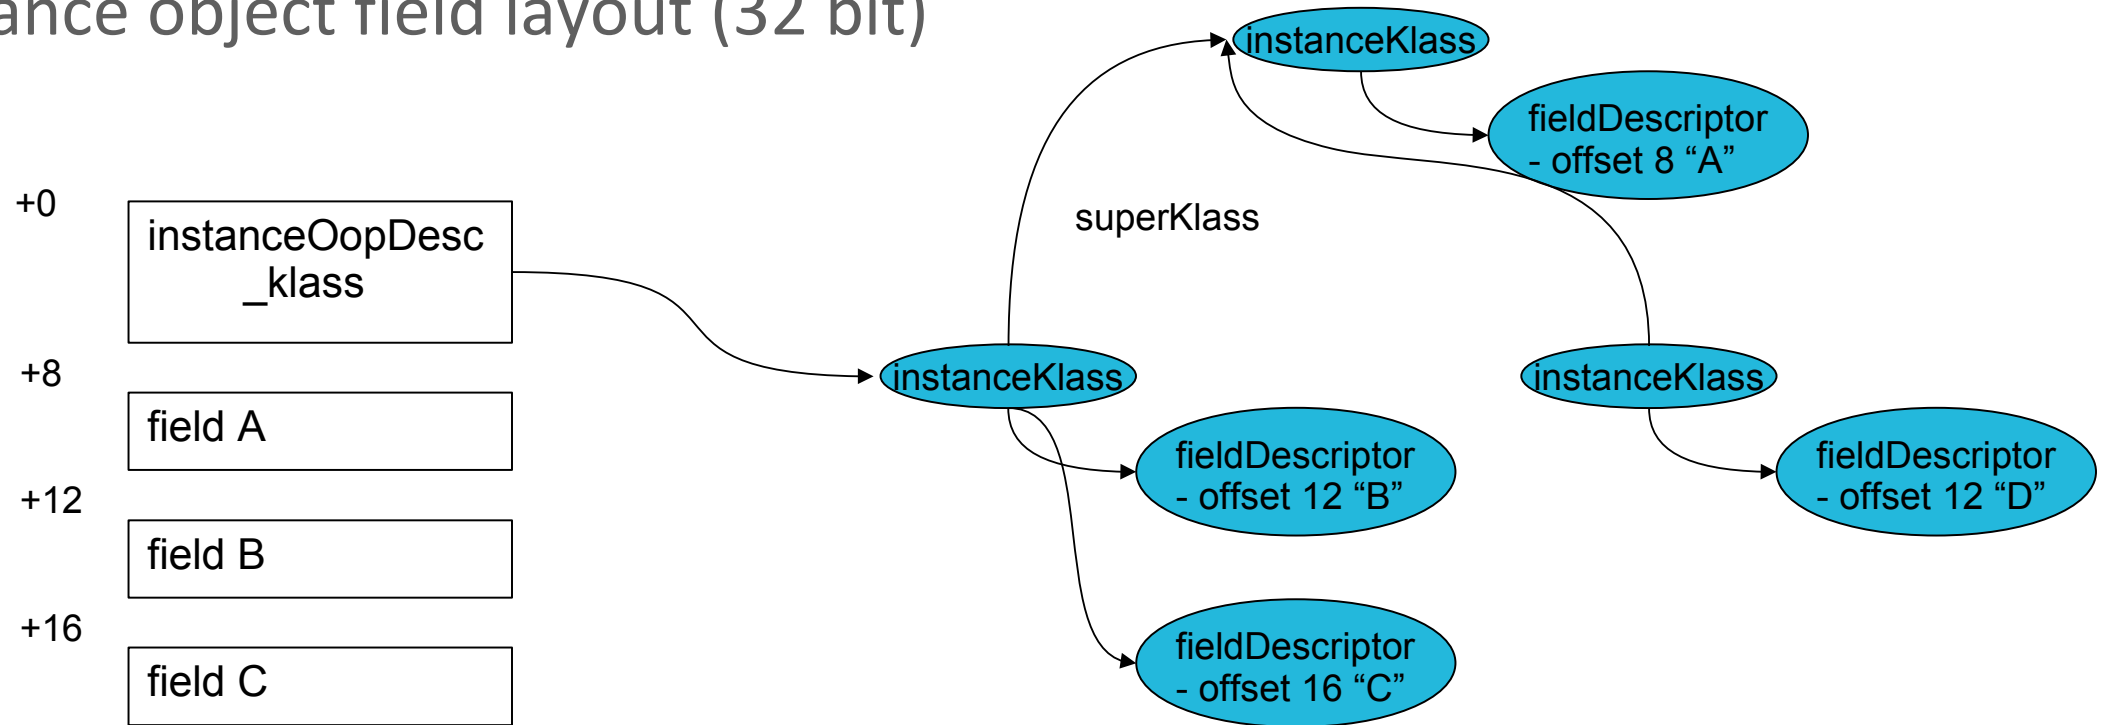 ance object field layout (32 bit)
instanceKlass
fieldDescriptor
- offset 8 “A”
+0
instanceOopDesc
_klass
superKlass
+8
instanceKlass
instanceKlass
field A
fieldDescriptor
- offset 12 “B”
fieldDescriptor
- offset 12 “D”
+12
field B
+16
fieldDescriptor
- offset 16 “C”
field C